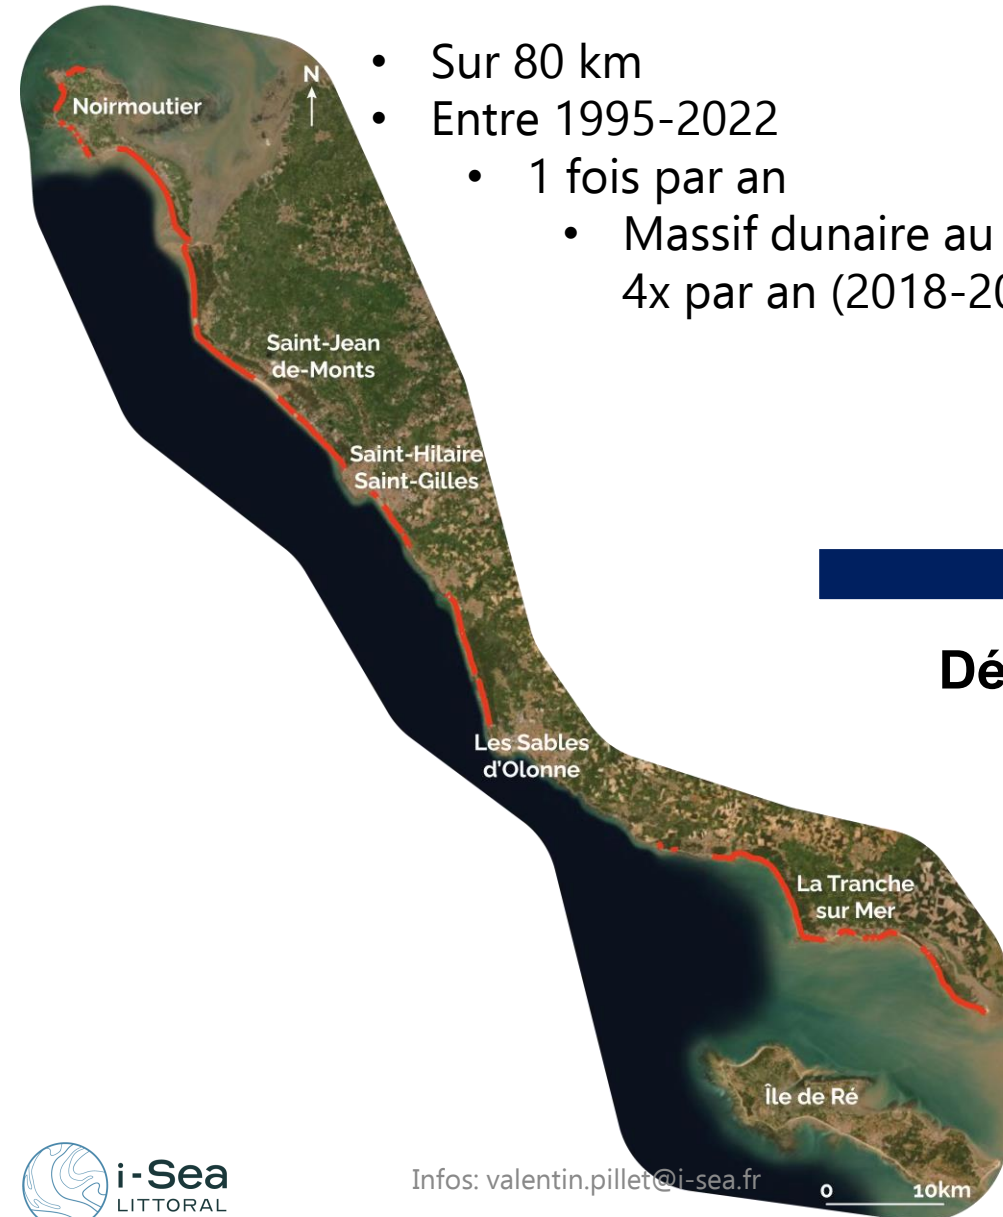 • Sur 80 km
• Entre 1995-2022
• 1 fois par an
• Massif dunaire au
4x par an (2018-20
N
Noirmoutier
Saint-Jean
de-Monts
Saint-Hilaire
Saint-Gilles
Dé
Les Sables
d'Olonne
La Tranche
sur Mer
Île de Ré
i-Sea
LITTORAL
Infos: valentin.pillet@i-sea.fr
0 10km